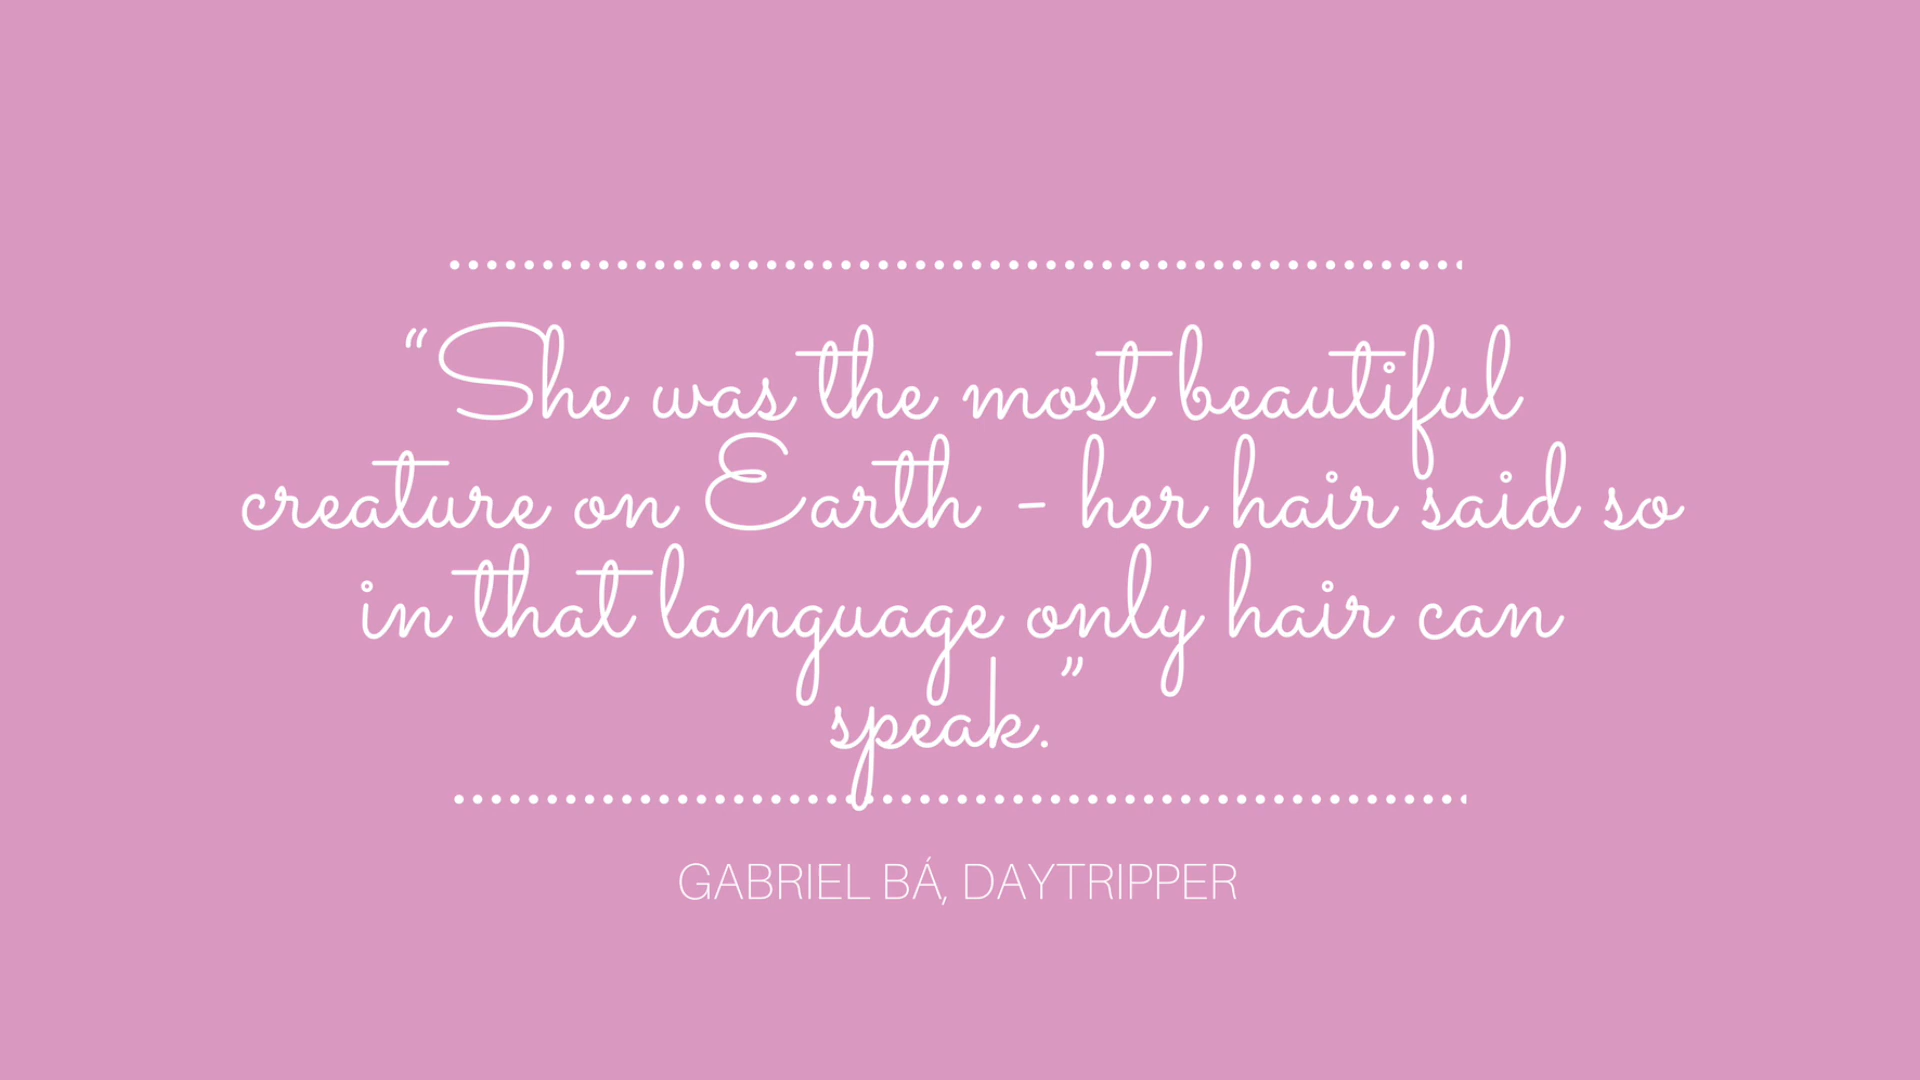 “She was the most beautiful
creature on Earth - her hair said so
in that language only hair can
speak.”
GABRIEL BÁ, DAYTRIPPER